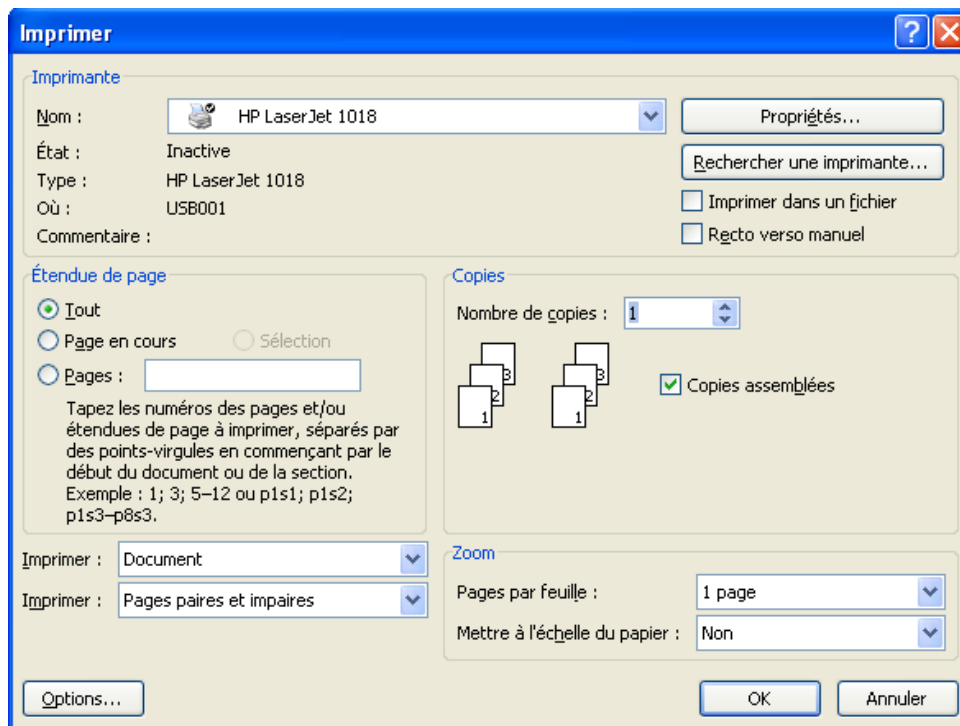 Imprimer
Imprimante
Nom : HP LaserJet 1018 Propriétés...
État : Inactive Rechercher une imprimante...
Type : HP LaserJet 1018
Où : USB001 Imprimer dans un fichier
Commentaire : Recto verso manuel
Étendue de page
Tout
Page en cours Sélection
Pages :
Tapez les numéros des pages et/ou
étendues de page à imprimer, séparés par
des points-virgules en commençant par le
début du document ou de la section.
Exemple : 1; 3; 5–12 ou p1s1; p1s2;
p1s3–p8s3.
Copies
Nombre de copies : 1
3 3
2 2
1 1
Copies assemblées
Imprimer : Document
Imprimer : Pages paires et impaires
Zoom
Pages par feuille : 1 page
Mettre à l'échelle du papier : Non
Options... OK Annuler